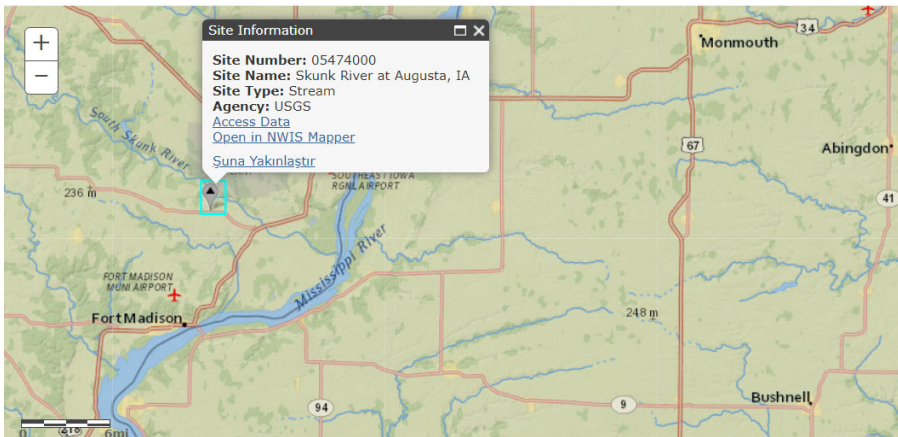 +
−
Site Information
Site Number: 05474000
Site Name: Skunk River at Augusta, IA
Site Type: Stream
Agency: USGS
Access Data
Open in NWIS Mapper
Şuna Yakınlaştır
34
Monmouth
South Skunk River
67
Abingdon
SOUTHEAST IOWA
RGNL AIRPORT
236 m
41
Mississippi River
FORT MADISON
MUNI AIRPORT
Fort Madison
248 m
Bushnell
94
9
0
6mi
218